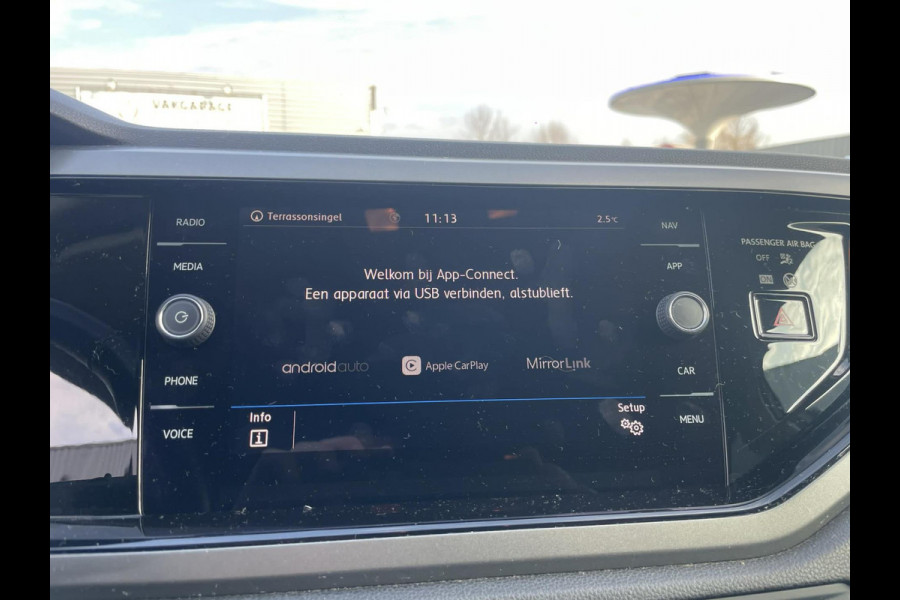 RADIO
MEDIA
PHONE
VOICE
Terrassonsingel 11:13 2.5°C
Welkom bij App-Connect.
Een apparaat via USB verbinden, alstublieft.
androidauto Apple CarPlay MirrorLink
Info Setup
NAV
APP
CAR
MENU
PASSENGER AIR BAG
OFF